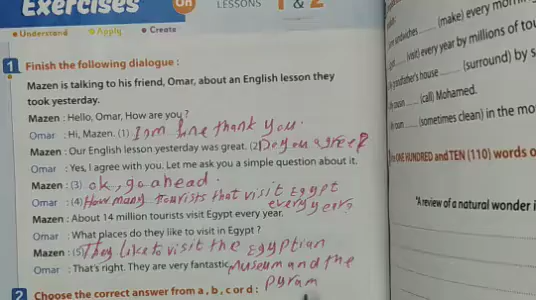 Exercises
Un
LESSONS 1 & 2
Understand Apply Create
1 Finish the following dialogue :
Mazen is talking to his friend, Omar, about an English lesson they
took yesterday.
Mazen : Hello, Omar, How are you ?
Omar : Hi, Mazen. (1) I am fine thank you.
Mazen : Our English lesson yesterday was great. (2) Do you agree?
Omar : Yes, I agree with you. Let me ask you a simple question about it.
Mazen : (3) ok, go ahead.
Omar : (4) How many tourists that visit Egypt
every year?
Mazen : About 14 million tourists visit Egypt every year.
Omar : What places do they like to visit in Egypt ?
Mazen : (5) They like to visit the Egyptian
Omar : That's right. They are very fantastic. Museum and the
pyram
2 Choose the correct answer from a , b , c or d :
sandwiches ........ (make) every morn
........ (visit) every year by millions of tou
grandfather's house ........ (surround) by s
........ (call) Mohamed.
room ........ (sometimes clean) in the mo
ONE HUNDRED and TEN (110) words o
"A review of a natural wonder i